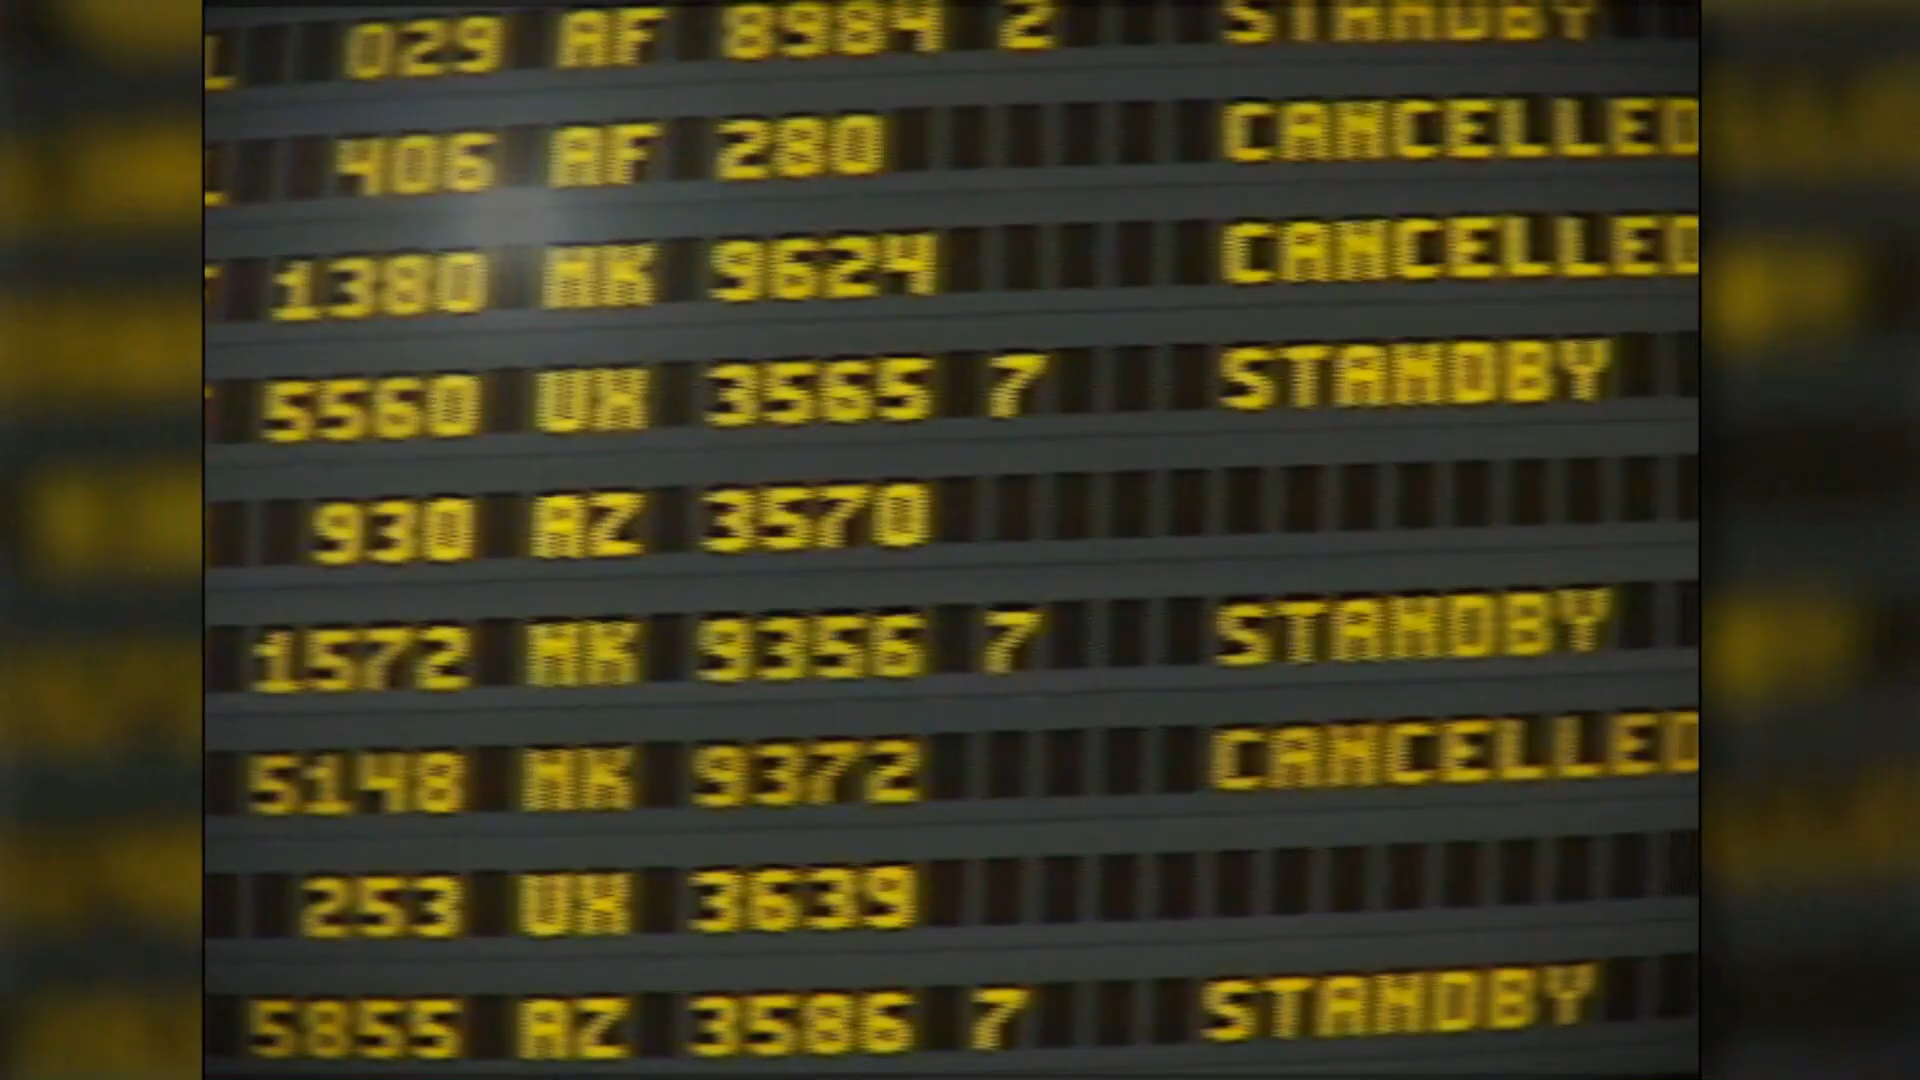 L 029 AF 8984 2 STANDBY
L 406 AF 280 CANCELLED
1380 MK 9624 CANCELLED
5560 UX 3565 7 STANDBY
930 AZ 3570
1572 MK 9356 7 STANDBY
5148 MK 9372 CANCELLED
253 UX 3639
5855 AZ 3586 7 STANDBY